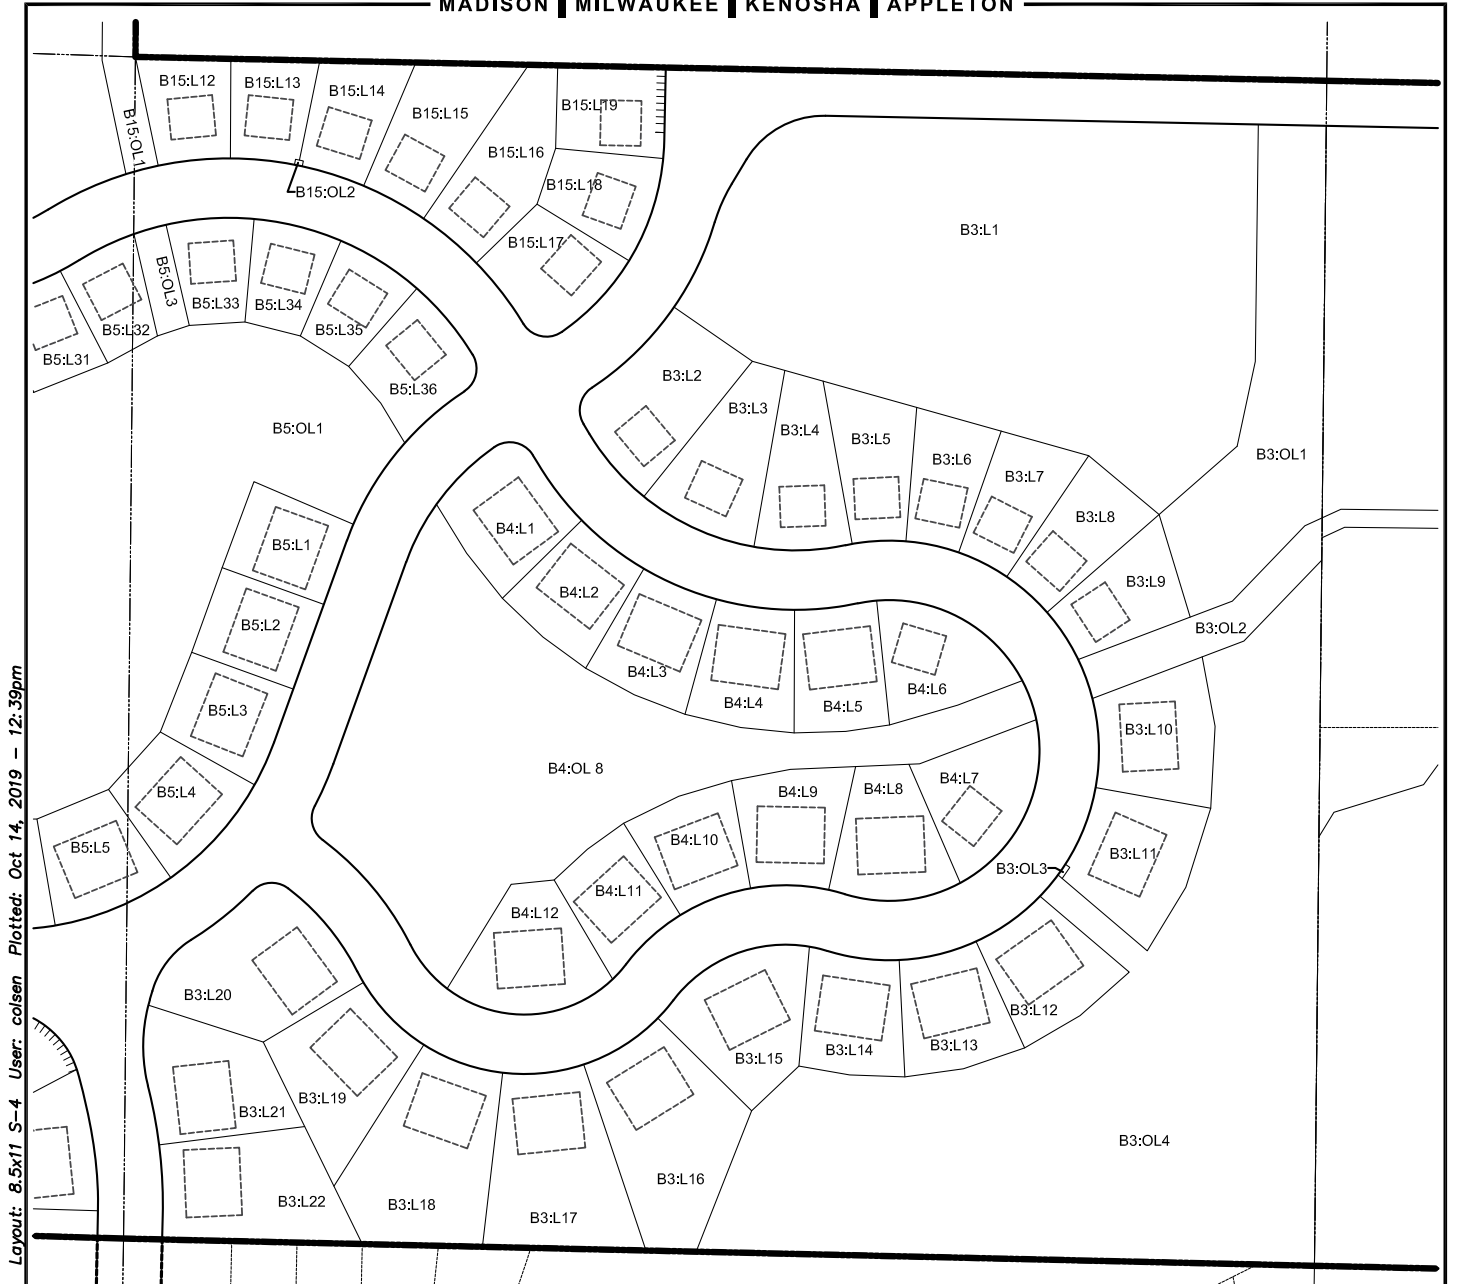 MADISON | MILWAUKEE | KENOSHA | APPLETON
B15:L12
B15:L13
B15:L14
B15:L15
B15:L19
B15:OL1
B15:L16
B15:L18
B15:OL2
B15:L17
B3:L1
B5:OL3
B5:L33
B5:L34
B5:L32
B5:L35
B5:L31
B5:L36
B3:L2
B3:L3
B5:OL1
B3:L4
B3:L5
B3:L6
B3:OL1
B3:L7
B3:L8
B4:L1
B5:L1
B3:L9
B4:L2
B5:L2
B3:OL2
B4:L3
B4:L6
B4:L4
B4:L5
B5:L3
B3:L10
B4:OL 8
B4:L7
B4:L8
B4:L9
B5:L4
B4:L10
B5:L5
B3:L11
B3:OL3
B4:L11
B4:L12
B3:L20
B3:L12
B3:L13
B3:L14
B3:L15
B3:L19
B3:L21
B3:OL4
B3:L16
B3:L22
B3:L18
B3:L17
Layout: 8.5x11 S-4 User: colsen Plotted: Oct 14, 2019 - 12:39pm